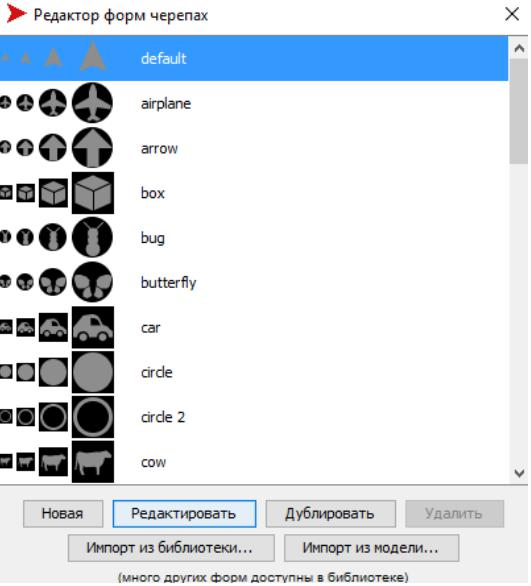 Редактор форм черепах
default
airplane
arrow
box
bug
butterfly
car
circle
circle 2
cow
Новая Редактировать Дублировать Удалить
Импорт из библиотеки... Импорт из модели...
(много других форм доступны в библиотеке)